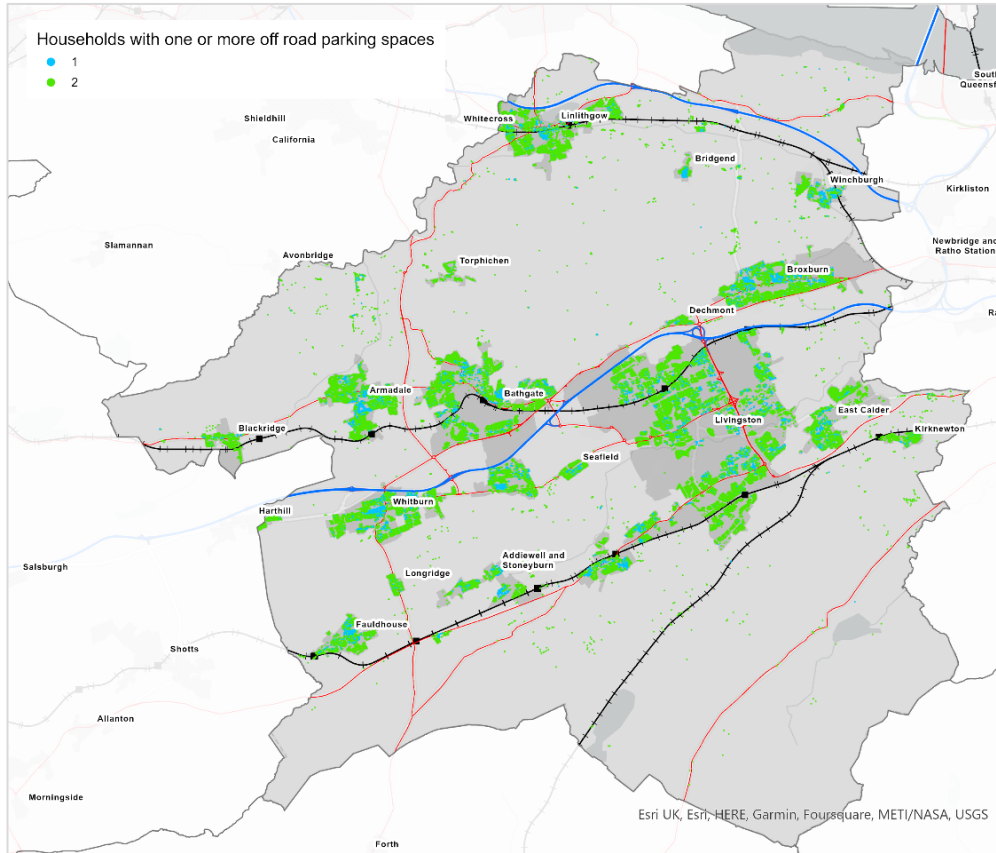 Households with one or more off road parking spaces
1
2
South
Queensf
Whitecross
Linlithgow
Shieldhill
California
Bridgend
Winchburgh
Kirkliston
Slamannan
Avonbridge
Torphichen
Newbridge and
Ratho Station
Broxburn
Dechmont
Ra
Armadale
Bathgate
East Calder
Livingston
Blackridge
Kirknewton
Seafield
Whitburn
Harthill
Salsburgh
Addiewell and
Stoneyburn
Longridge
Fauldhouse
Shotts
Allanton
Morningside
Esri UK, Esri, HERE, Garmin, Foursquare, METI/NASA, USGS
Forth